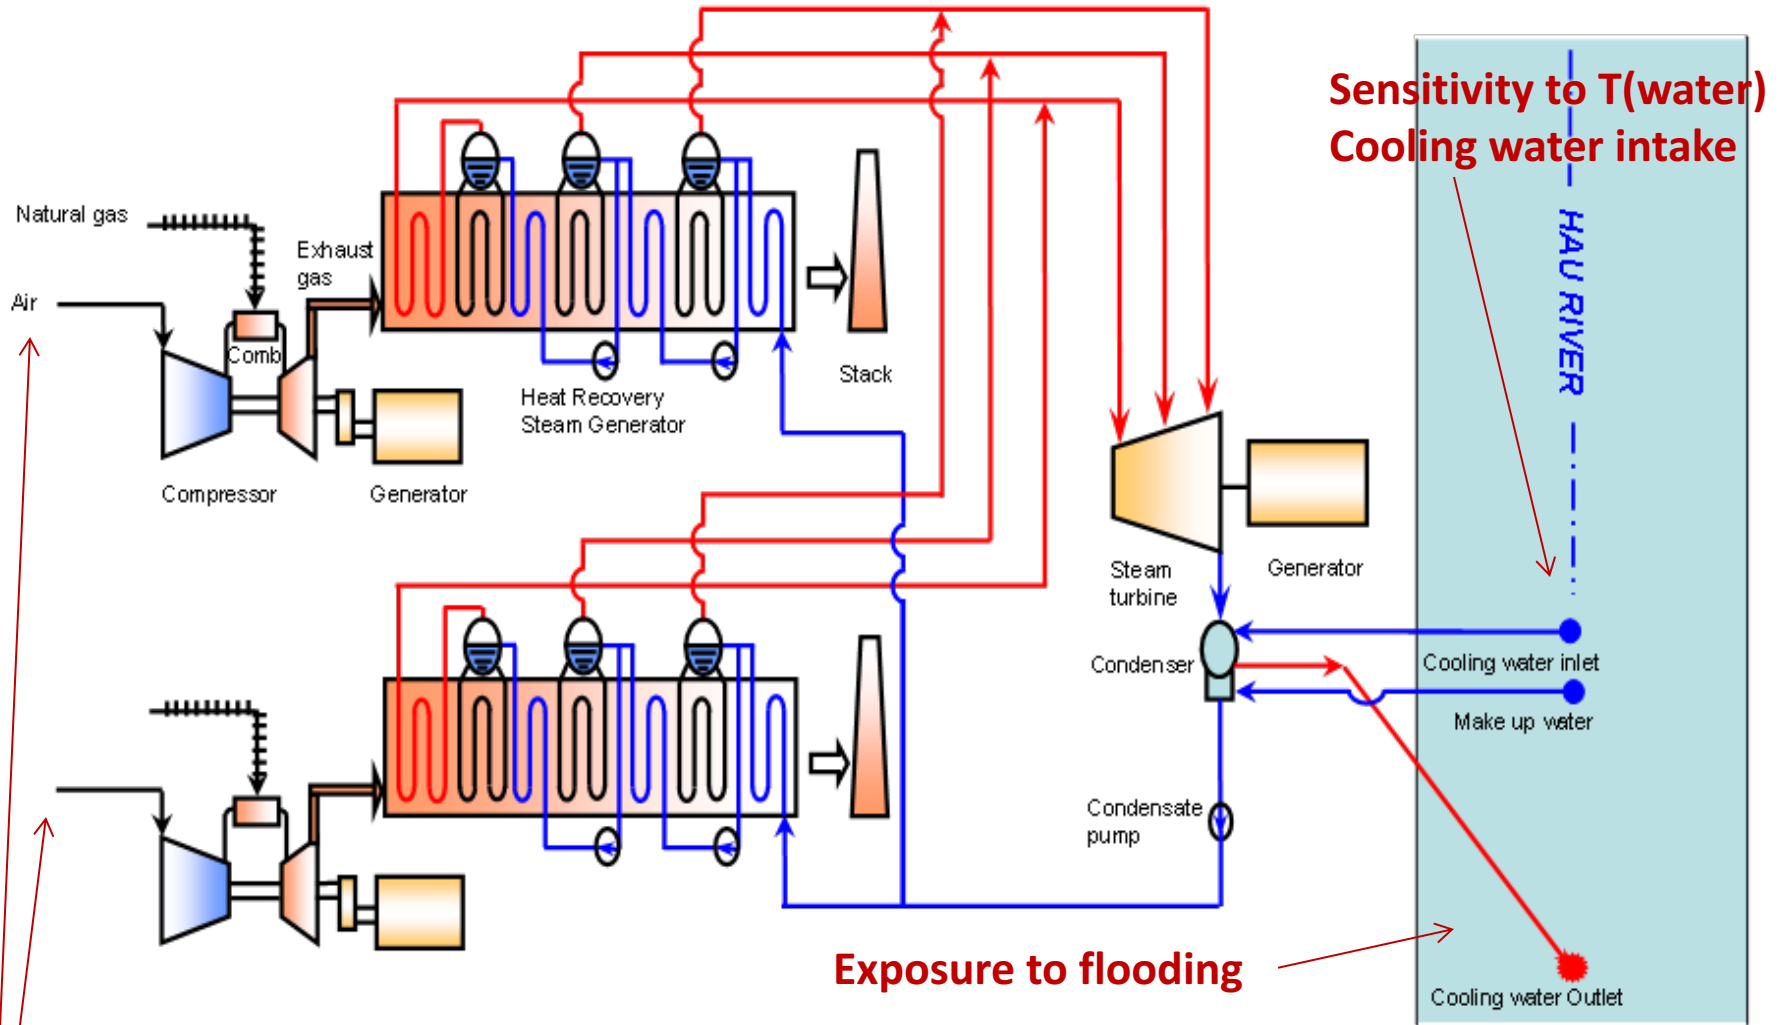 Sensitivity to T(water)
Cooling water intake
Natural gas
Exhaust
gas
Air
Comb
HAU RIVER
Stack
Heat Recovery
Steam Generator
Compressor
Generator
Steam
turbine
Generator
Condenser
Cooling water inlet
Make up water
Condensate
pump
Exposure to flooding
Cooling water Outlet